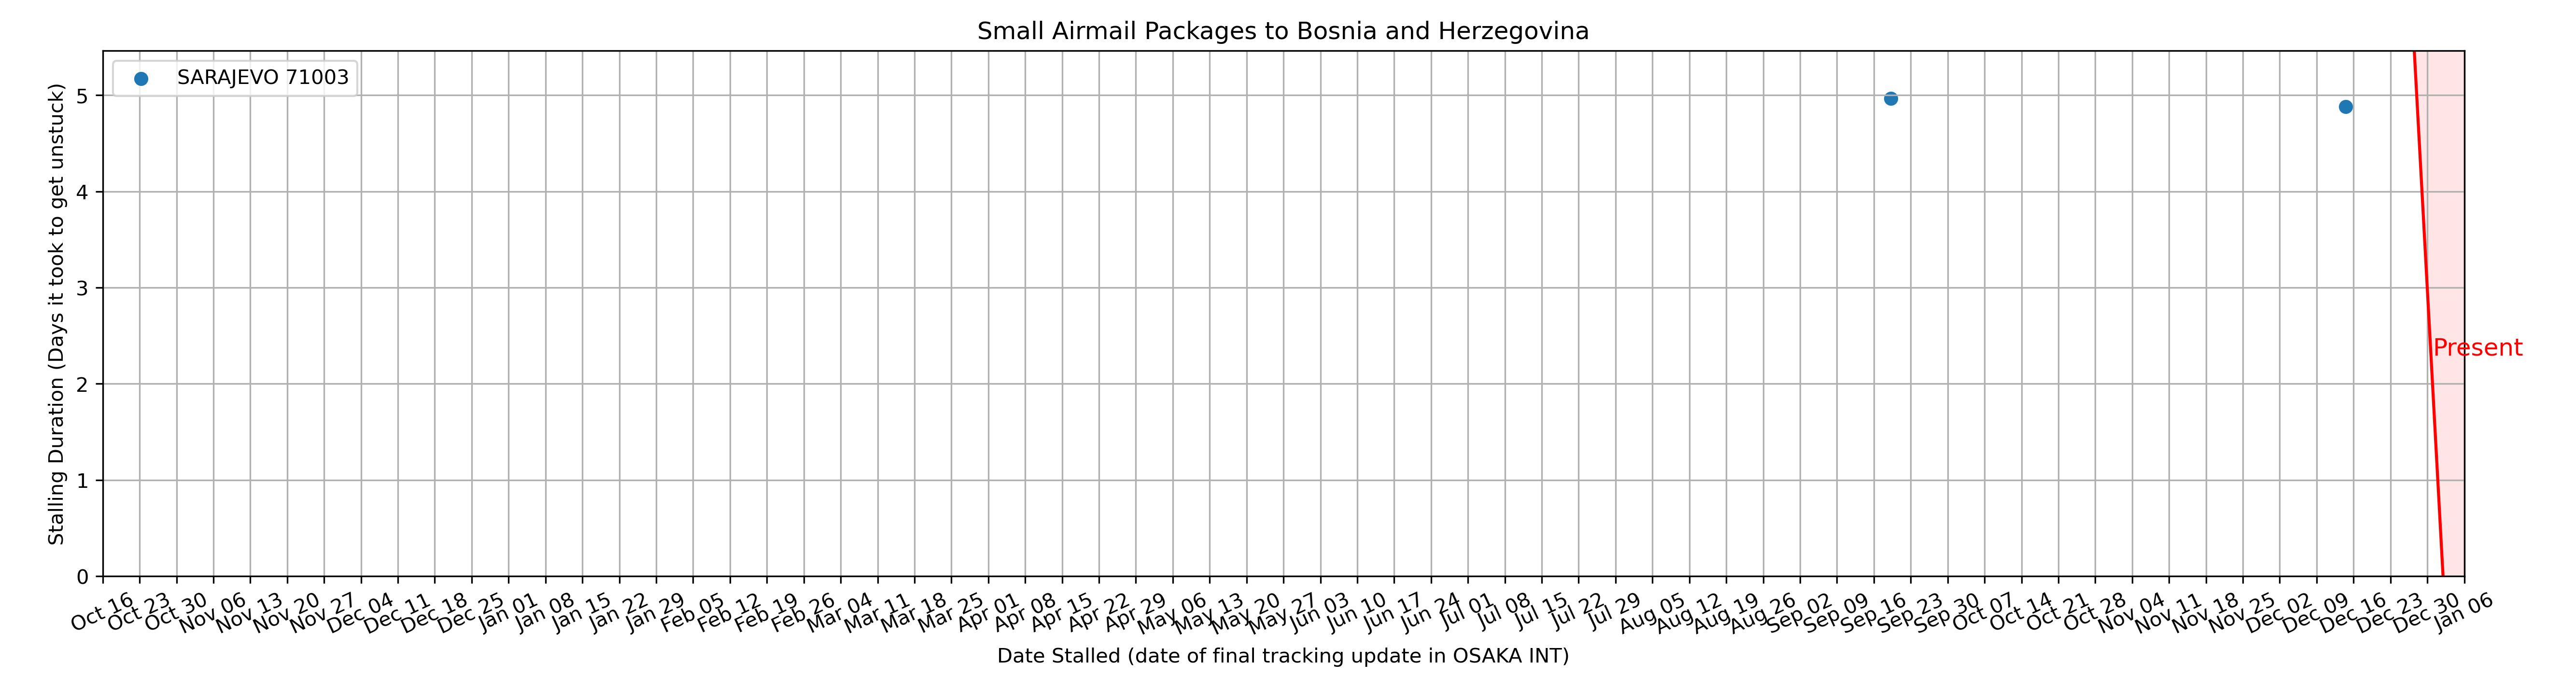 Small Airmail Packages to Bosnia and Herzegovina
SARAJEVO 71003
Stalling Duration (Days it took to get unstuck)
5
4
3
2
1
0
Present
Oct 16 Oct 23 Oct 30 Nov 06 Nov 13 Nov 20 Nov 27 Dec 04 Dec 11 Dec 18 Dec 25 Jan 01 Jan 08 Jan 15 Jan 22 Jan 29 Feb 05 Feb 12 Feb 19 Feb 26 Mar 04 Mar 11 Mar 18 Mar 25 Apr 01 Apr 08 Apr 15 Apr 22 Apr 29 May 06 May 13 May 20 May 27 Jun 03 Jun 10 Jun 17 Jun 24 Jul 01 Jul 08 Jul 15 Jul 22 Jul 29 Aug 05 Aug 12 Aug 19 Aug 26 Sep 02 Sep 09 Sep 16 Sep 23 Sep 30 Oct 07 Oct 14 Oct 21 Oct 28 Nov 04 Nov 11 Nov 18 Nov 25 Dec 02 Dec 09 Dec 16 Dec 23 Dec 30 Jan 06
Date Stalled (date of final tracking update in OSAKA INT)